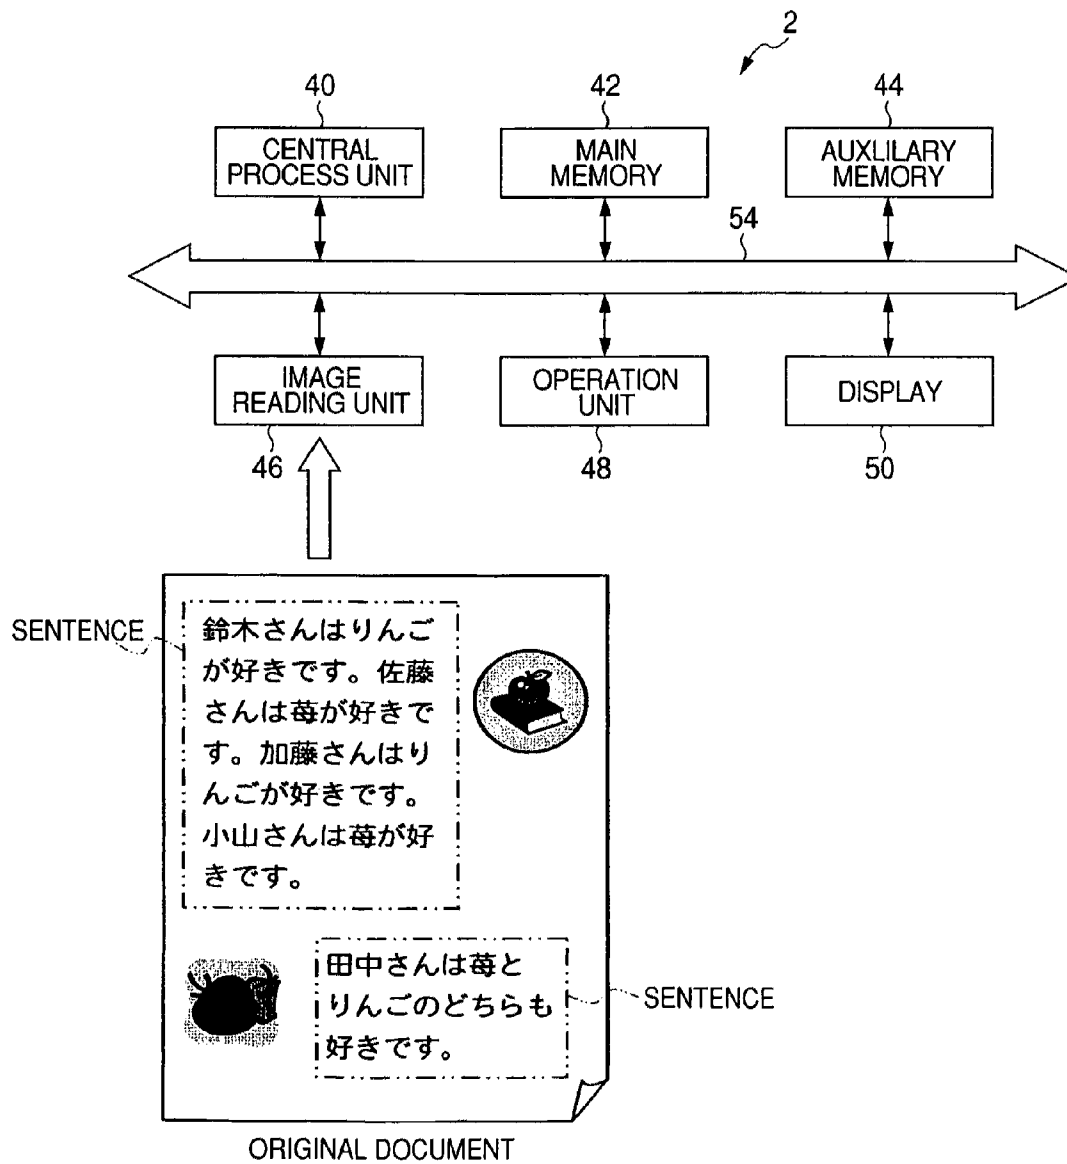 2
40
42
44
CENTRAL
PROCESS UNIT
MAIN
MEMORY
AUXLILARY
MEMORY
54
IMAGE
READING UNIT
OPERATION
UNIT
DISPLAY
46
48
50
SENTENCE
鈴木さんはりんご
が好きです。佐藤
さんは苺が好きで
す。加藤さんはり
んごが好きです。
小山さんは苺が好
きです。
田中さんは苺と
りんごのどちらも
好きです。
SENTENCE
ORIGINAL DOCUMENT